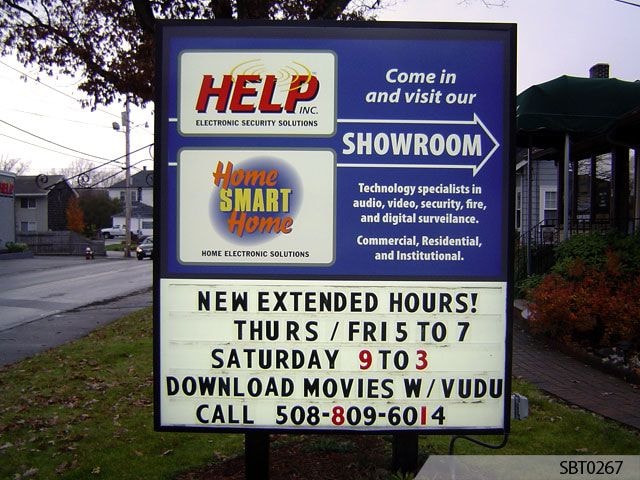 HELP INC.
ELECTRONIC SECURITY SOLUTIONS
Come in
and visit our
SHOWROOM
Home
SMART
Home
HOME ELECTRONIC SOLUTIONS
Technology specialists in
audio, video, security, fire,
and digital surveilance.
Commercial, Residential,
and Institutional.
NEW EXTENDED HOURS!
THURS / FRI 5 TO 7
SATURDAY 9 TO 3
DOWNLOAD MOVIES W/ VUDU
CALL 508-809-6014
SBT0267